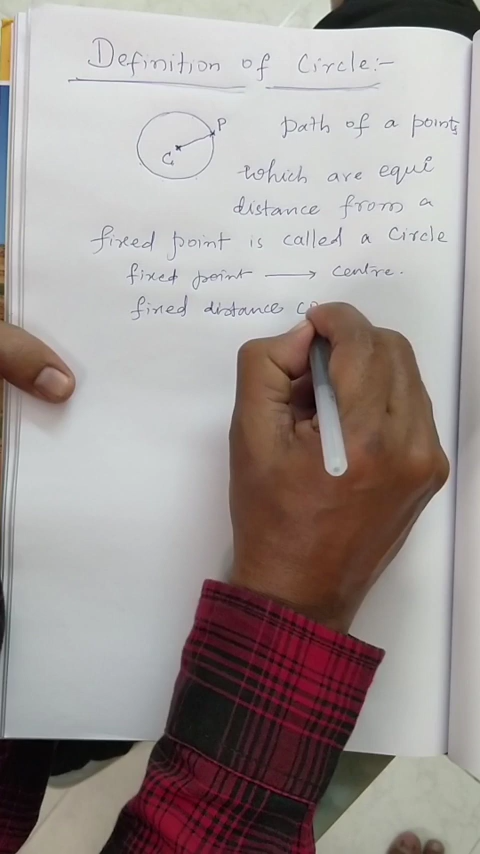 Definition of Circle:-
P
C
path of a points
which are equi
distance from a
fixed point is called a circle
fixed point → centre.
fixed distance CP